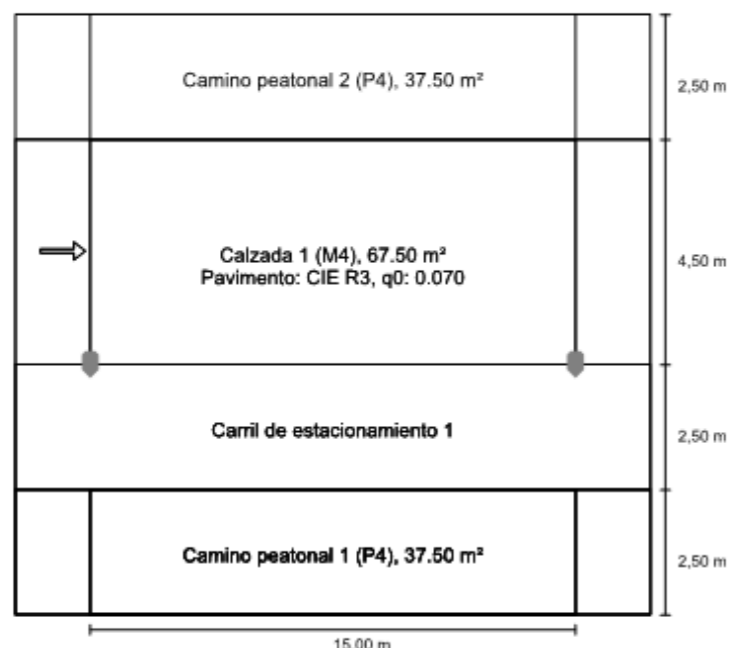 Camino peatonal 2 (P4), 37.50 m²
2,50 m
Calzada 1 (M4), 67.50 m²
Pavimento: CIE R3, q0: 0.070
4,50 m
Carril de estacionamiento 1
2,50 m
Camino peatonal 1 (P4), 37.50 m²
2,50 m
15,00 m